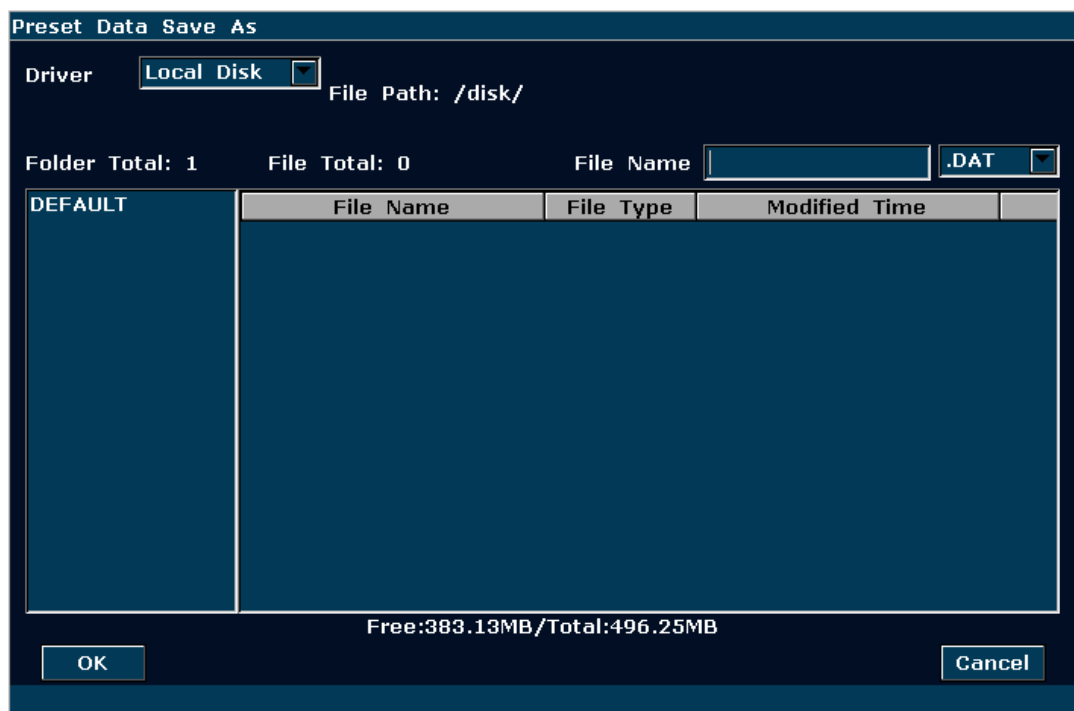 Preset Data Save As
Driver Local Disk
File Path: /disk/
Folder Total: 1 File Total: 0 File Name .DAT
DEFAULT File Name File Type Modified Time
Free:383.13MB/Total:496.25MB
OK Cancel